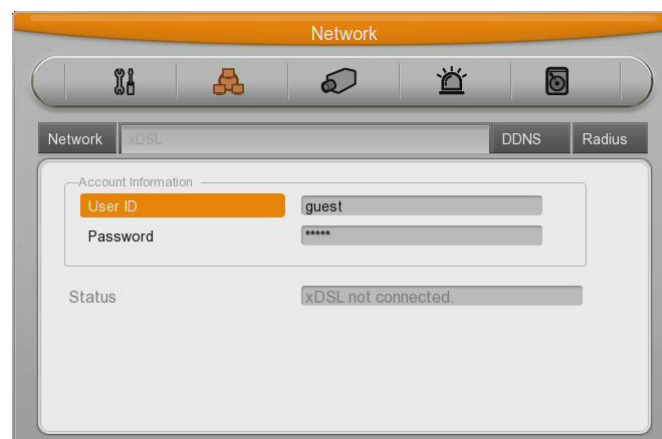 Network
Network xDSL DDNS Radius
Account Information
User ID guest
Password *****
Status xDSL not connected.